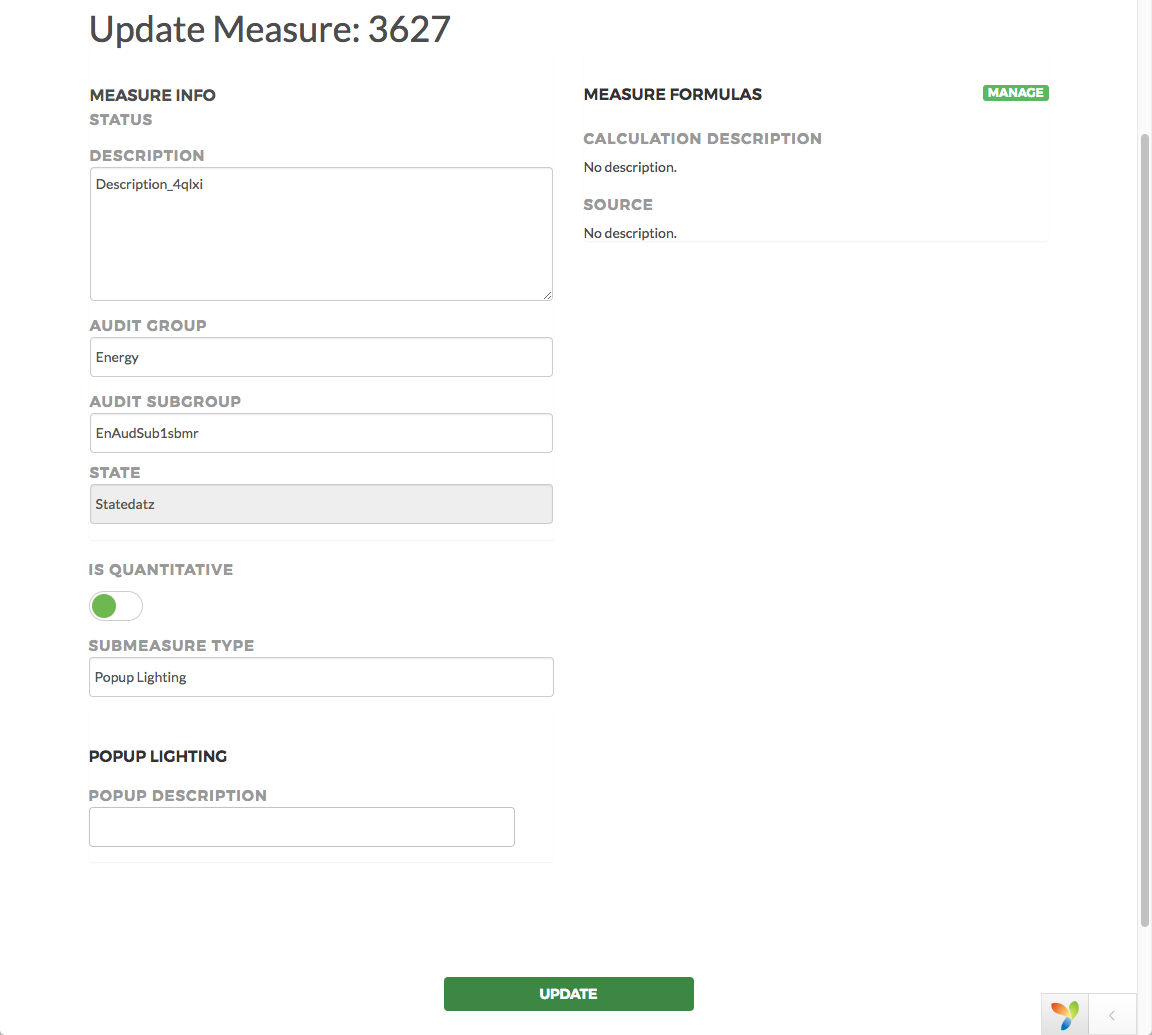 Update Measure: 3627
MEASURE INFO
STATUS
DESCRIPTION
Description_4qlxi
AUDIT GROUP
Energy
AUDIT SUBGROUP
EnAudSub1sbmr
STATE
Statedatz
IS QUANTITATIVE
SUBMEASURE TYPE
Popup Lighting
POPUP LIGHTING
POPUP DESCRIPTION
MEASURE FORMULAS
MANAGE
CALCULATION DESCRIPTION
No description.
SOURCE
No description.
UPDATE